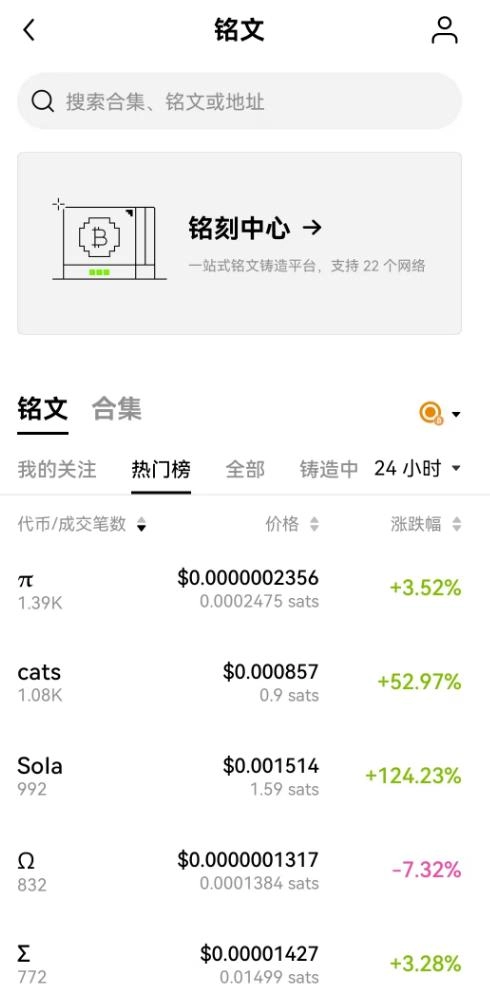 铭文
搜索合集、铭文或地址
铭刻中心 →
一站式铭文铸造平台，支持 22 个网络
铭文 合集
我的关注 热门榜 全部 铸造中 24 小时
代币/成交笔数 价格 涨跌幅
π $0.0000002356 +3.52%
1.39K 0.0002475 sats
cats $0.000857 +52.97%
1.08K 0.9 sats
Sola $0.001514 +124.23%
992 1.59 sats
Ω $0.0000001317 -7.32%
832 0.0001384 sats
Σ $0.00001427 +3.28%
772 0.01499 sats